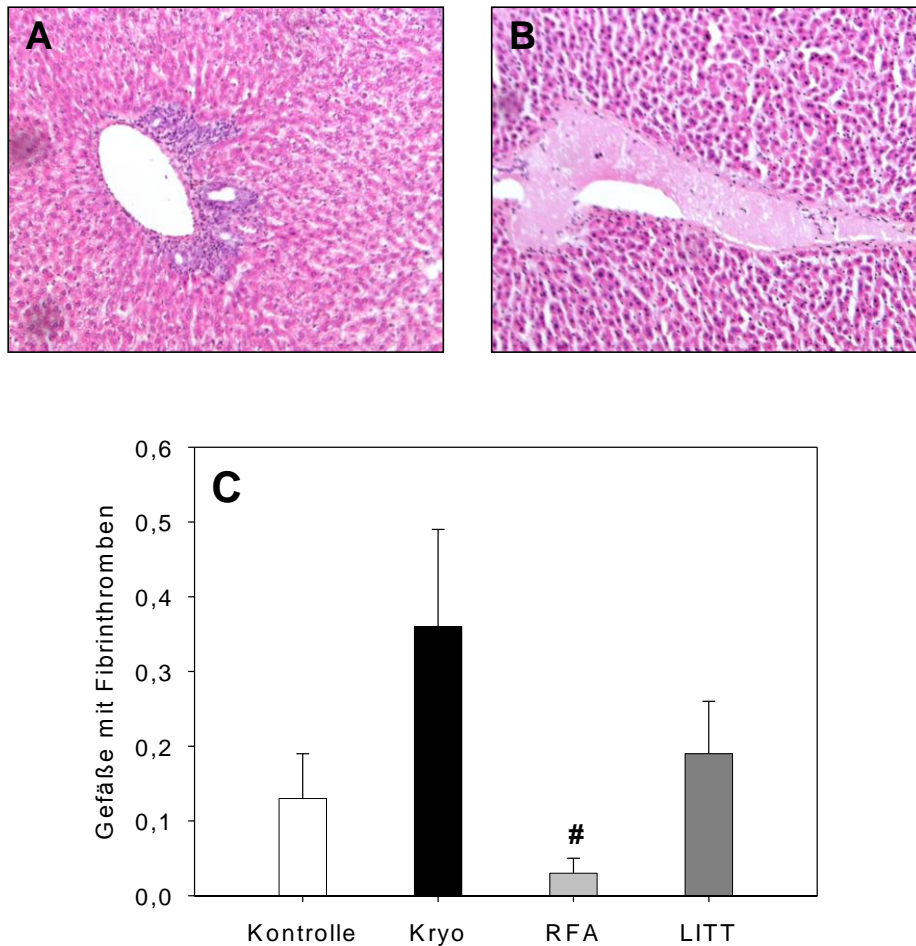 A
B
C
Gefäße mit Fibrinthromben
0,6
0,5
0,4
0,3
0,2
0,1
0,0
#
Kontrolle Kryo RFA LITT